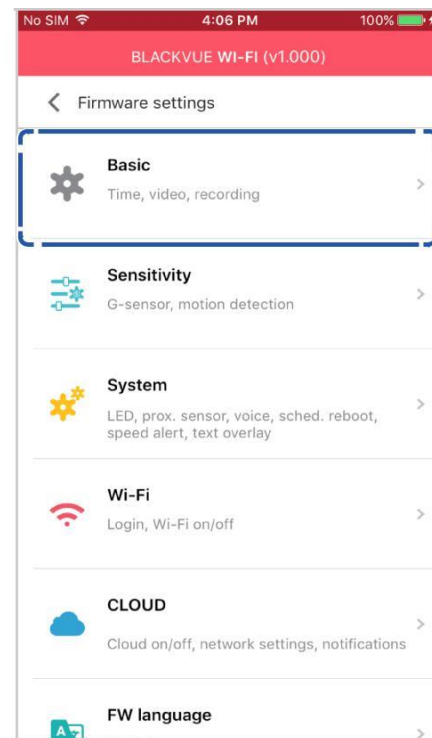 No SIM 4:06 PM 100%
BLACKVUE WI-FI (v1.000)
Firmware settings
Basic
Time, video, recording
Sensitivity
G-sensor, motion detection
System
LED, prox. sensor, voice, sched. reboot,
speed alert, text overlay
Wi-Fi
Login, Wi-Fi on/off
CLOUD
Cloud on/off, network settings, notifications
FW language
A